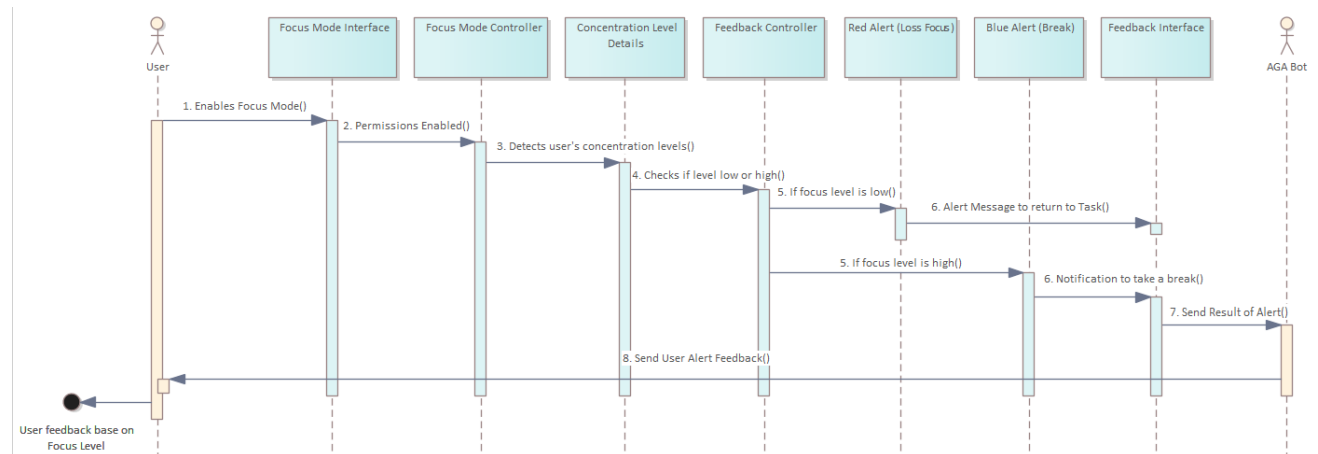 Focus Mode Interface
Focus Mode Controller
Concentration Level
Details
Feedback Controller
Red Alert (Loss Focus)
Blue Alert (Break)
Feedback Interface
User
AGA Bot
1. Enables Focus Mode()
2. Permissions Enabled()
3. Detects user's concentration levels()
4. Checks if level low or high()
5. If focus level is low()
6. Alert Message to return to Task()
5. If focus level is high()
6. Notification to take a break()
7. Send Result of Alert()
8. Send User Alert Feedback()
User feedback base on
Focus Level